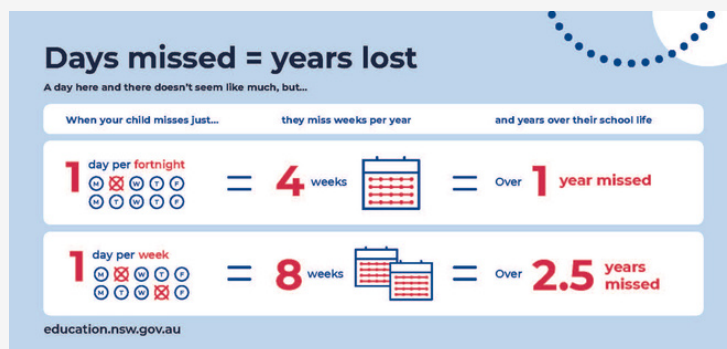 Days missed = years lost
A day here and there doesn't seem like much, but...
When your child misses just... they miss weeks per year and years over their school life
1 day per fortnight = 4 weeks = Over 1 year missed
M T W T F
M T W T F
1 day per week = 8 weeks = Over 2.5 years missed
M T W T F
M T W T F
education.nsw.gov.au